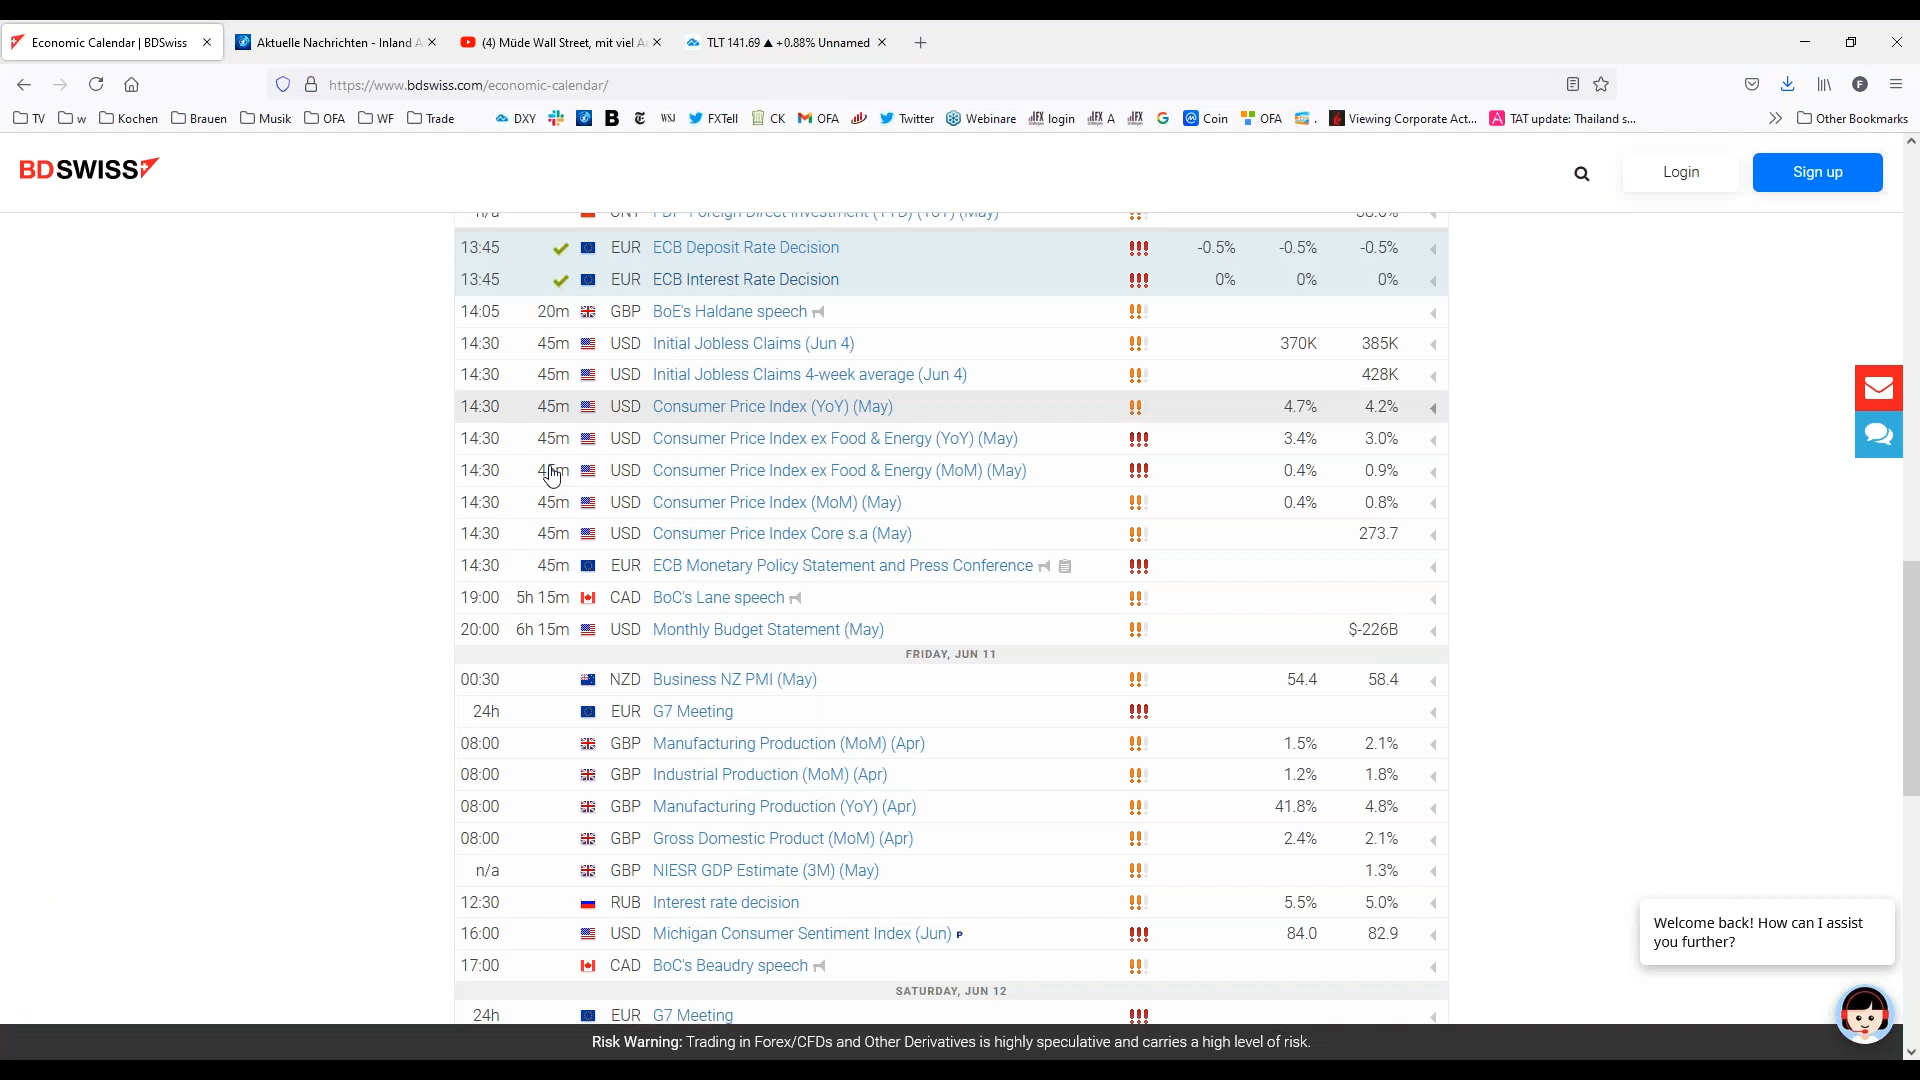 Economic Calendar | BDSwiss
Aktuelle Nachrichten - Inland A
(4) Müde Wall Street, mit viel Ac
TLT 141.69 ▲ +0.88% Unnamed
https://www.bdswiss.com/economic-calendar/
TV w Kochen Brauen Musik OFA WF Trade DXY WSJ FXTell CK OFA Twitter Webinare login A Coin OFA . Viewing Corporate Act... TAT update: Thailand s... Other Bookmarks
BDSWISS
Login
Sign up
13:45 EUR ECB Deposit Rate Decision -0.5% -0.5% -0.5%
13:45 EUR ECB Interest Rate Decision 0% 0% 0%
14:05 20m GBP BoE's Haldane speech
14:30 45m USD Initial Jobless Claims (Jun 4) 370K 385K
14:30 45m USD Initial Jobless Claims 4-week average (Jun 4) 428K
14:30 45m USD Consumer Price Index (YoY) (May) 4.7% 4.2%
14:30 45m USD Consumer Price Index ex Food & Energy (YoY) (May) 3.4% 3.0%
14:30 45m USD Consumer Price Index ex Food & Energy (MoM) (May) 0.4% 0.9%
14:30 45m USD Consumer Price Index (MoM) (May) 0.4% 0.8%
14:30 45m USD Consumer Price Index Core s.a (May) 273.7
14:30 45m EUR ECB Monetary Policy Statement and Press Conference
19:00 5h 15m CAD BoC's Lane speech
20:00 6h 15m USD Monthly Budget Statement (May) $-226B
FRIDAY, JUN 11
00:30 NZD Business NZ PMI (May) 54.4 58.4
24h EUR G7 Meeting
08:00 GBP Manufacturing Production (MoM) (Apr) 1.5% 2.1%
08:00 GBP Industrial Production (MoM) (Apr) 1.2% 1.8%
08:00 GBP Manufacturing Production (YoY) (Apr) 41.8% 4.8%
08:00 GBP Gross Domestic Product (MoM) (Apr) 2.4% 2.1%
n/a GBP NIESR GDP Estimate (3M) (May) 1.3%
12:30 RUB Interest rate decision 5.5% 5.0%
16:00 USD Michigan Consumer Sentiment Index (Jun) P 84.0 82.9
17:00 CAD BoC's Beaudry speech
SATURDAY, JUN 12
24h EUR G7 Meeting
Welcome back! How can I assist
you further?
Risk Warning: Trading in Forex/CFDs and Other Derivatives is highly speculative and carries a high level of risk.